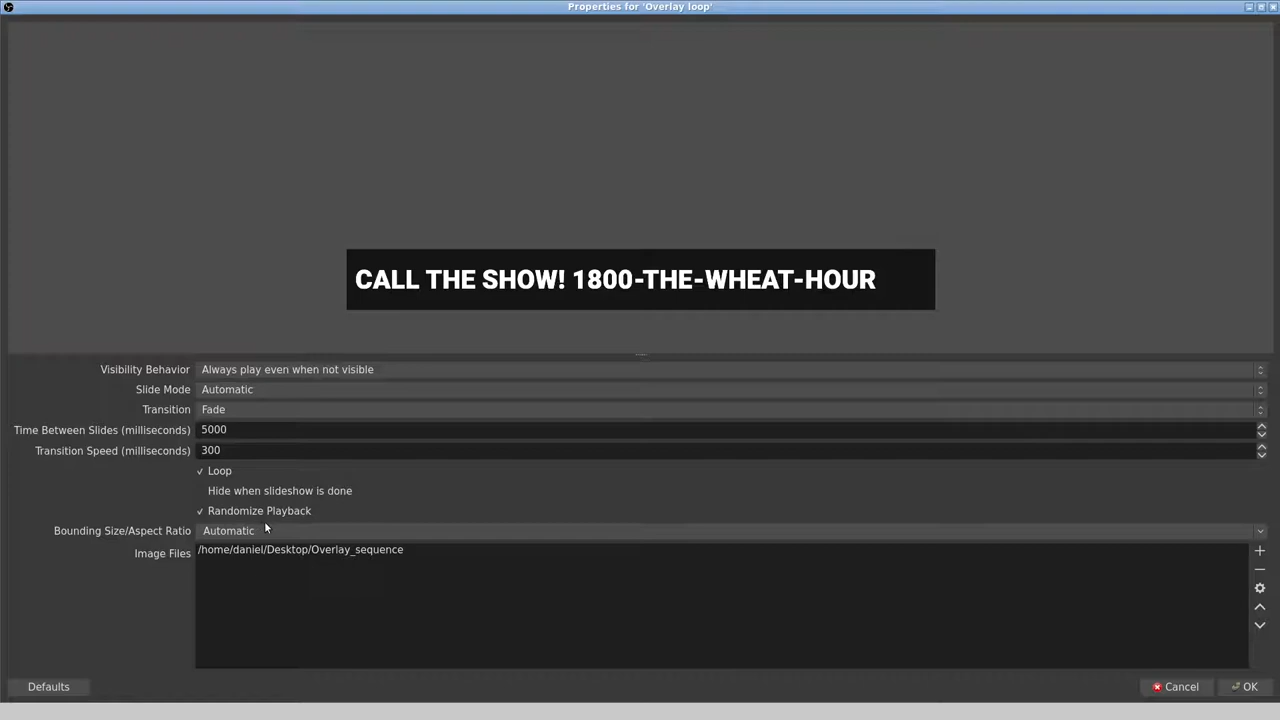 Properties for 'Overlay loop'
CALL THE SHOW! 1800-THE-WHEAT-HOUR
Visibility Behavior Always play even when not visible
Slide Mode Automatic
Transition Fade
Time Between Slides (milliseconds) 5000
Transition Speed (milliseconds) 300
✓ Loop
Hide when slideshow is done
✓ Randomize Playback
Bounding Size/Aspect Ratio Automatic
Image Files /home/daniel/Desktop/Overlay_sequence
Defaults Cancel OK